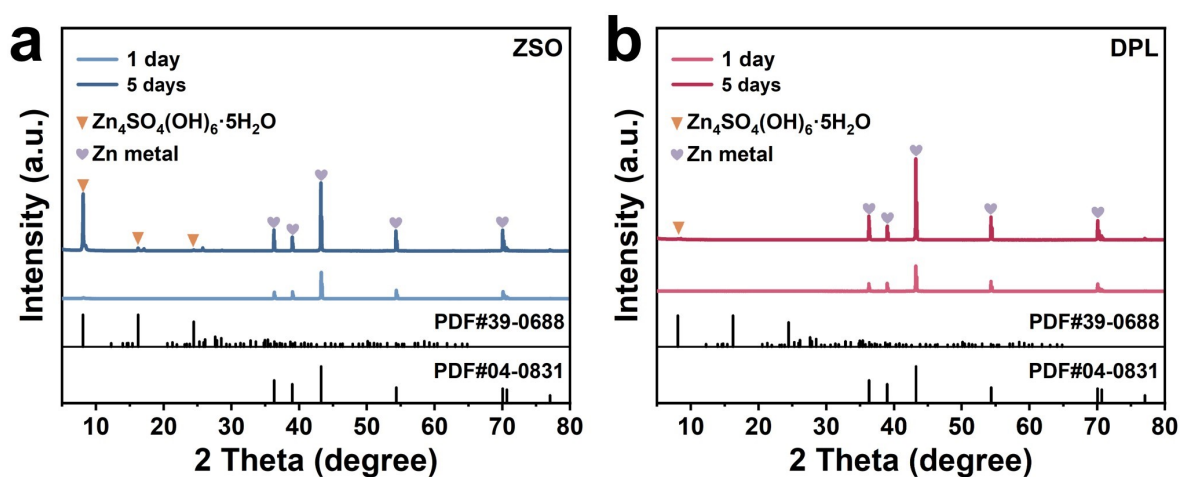 a
ZSO
1 day
5 days
Zn₄SO₄(OH)₆·5H₂O
Zn metal
PDF#39-0688
PDF#04-0831
Intensity (a.u.)
10 20 30 40 50 60 70 80
2 Theta (degree)
b
DPL
1 day
5 days
Zn₄SO₄(OH)₆·5H₂O
Zn metal
PDF#39-0688
PDF#04-0831
Intensity (a.u.)
10 20 30 40 50 60 70 80
2 Theta (degree)